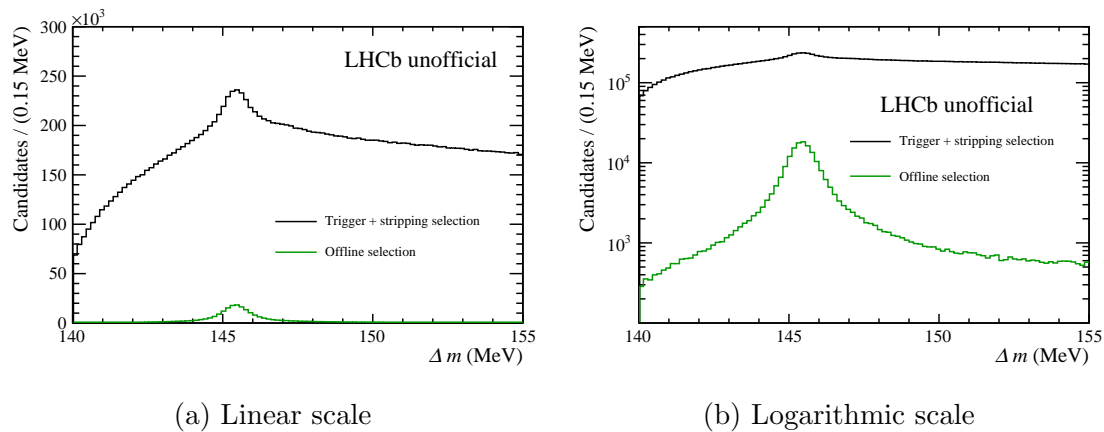 ×10³
300
250
200
150
100
50
0
Candidates / (0.15 MeV)
LHCb unofficial
Trigger + stripping selection
Offline selection
140 145 150 155
Δm (MeV)
(a) Linear scale
10⁵
10⁴
10³
Candidates / (0.15 MeV)
LHCb unofficial
Trigger + stripping selection
Offline selection
140 145 150 155
Δm (MeV)
(b) Logarithmic scale